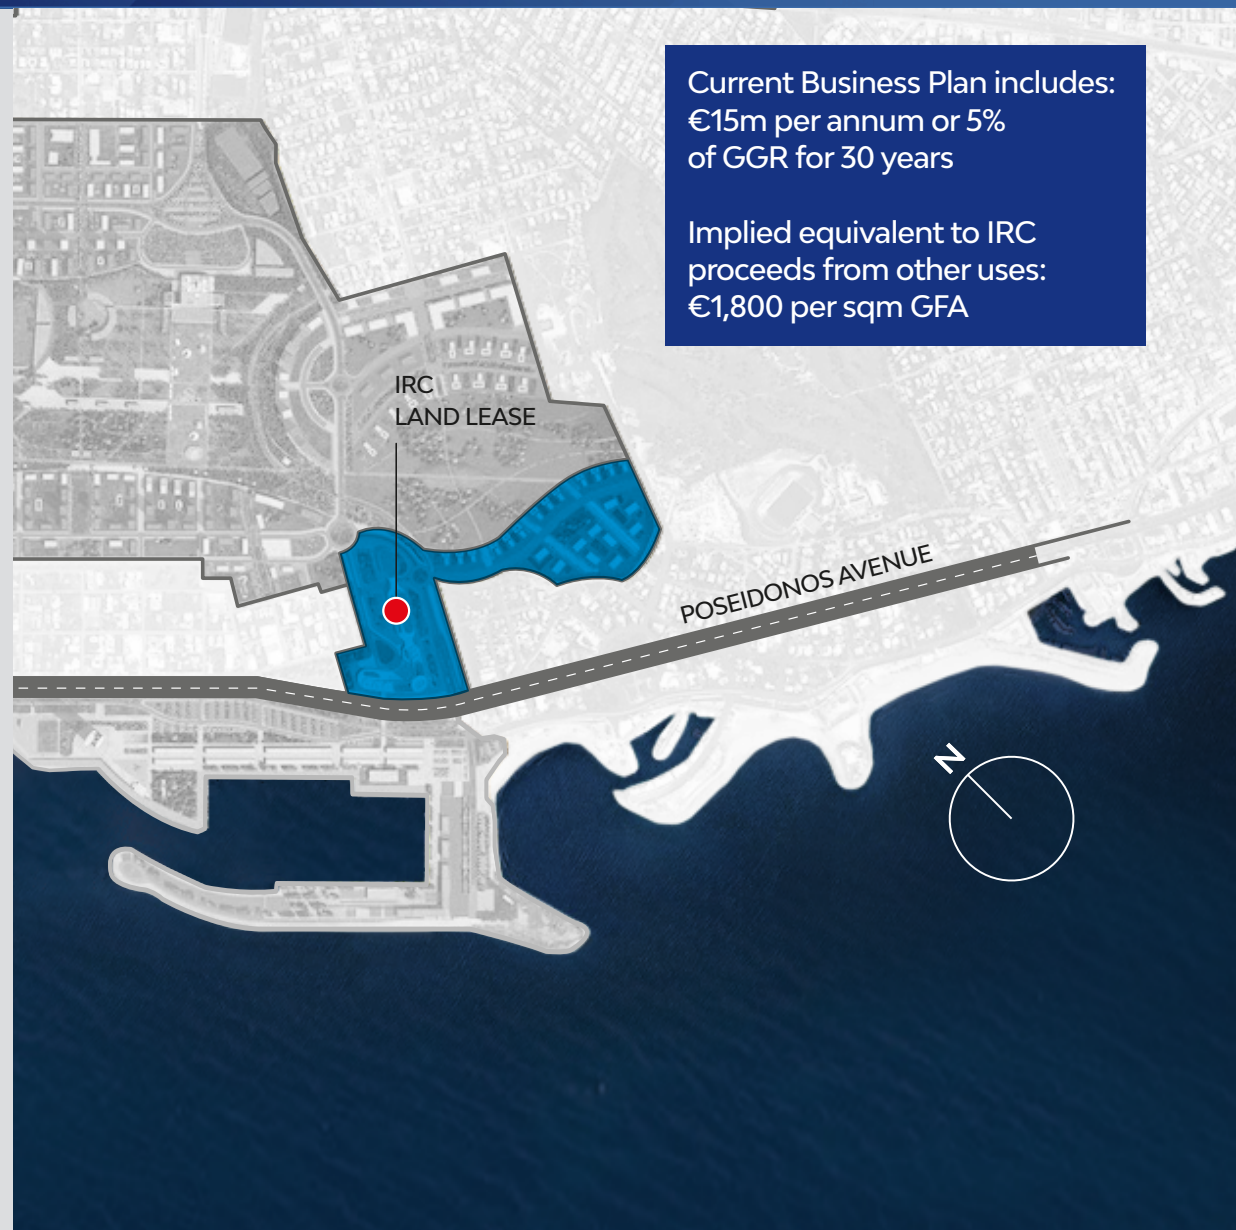 Current Business Plan includes:
€15m per annum or 5%
of GGR for 30 years
Implied equivalent to IRC
proceeds from other uses:
€1,800 per sqm GFA
IRC
LAND LEASE
POSEIDONOS AVENUE
N